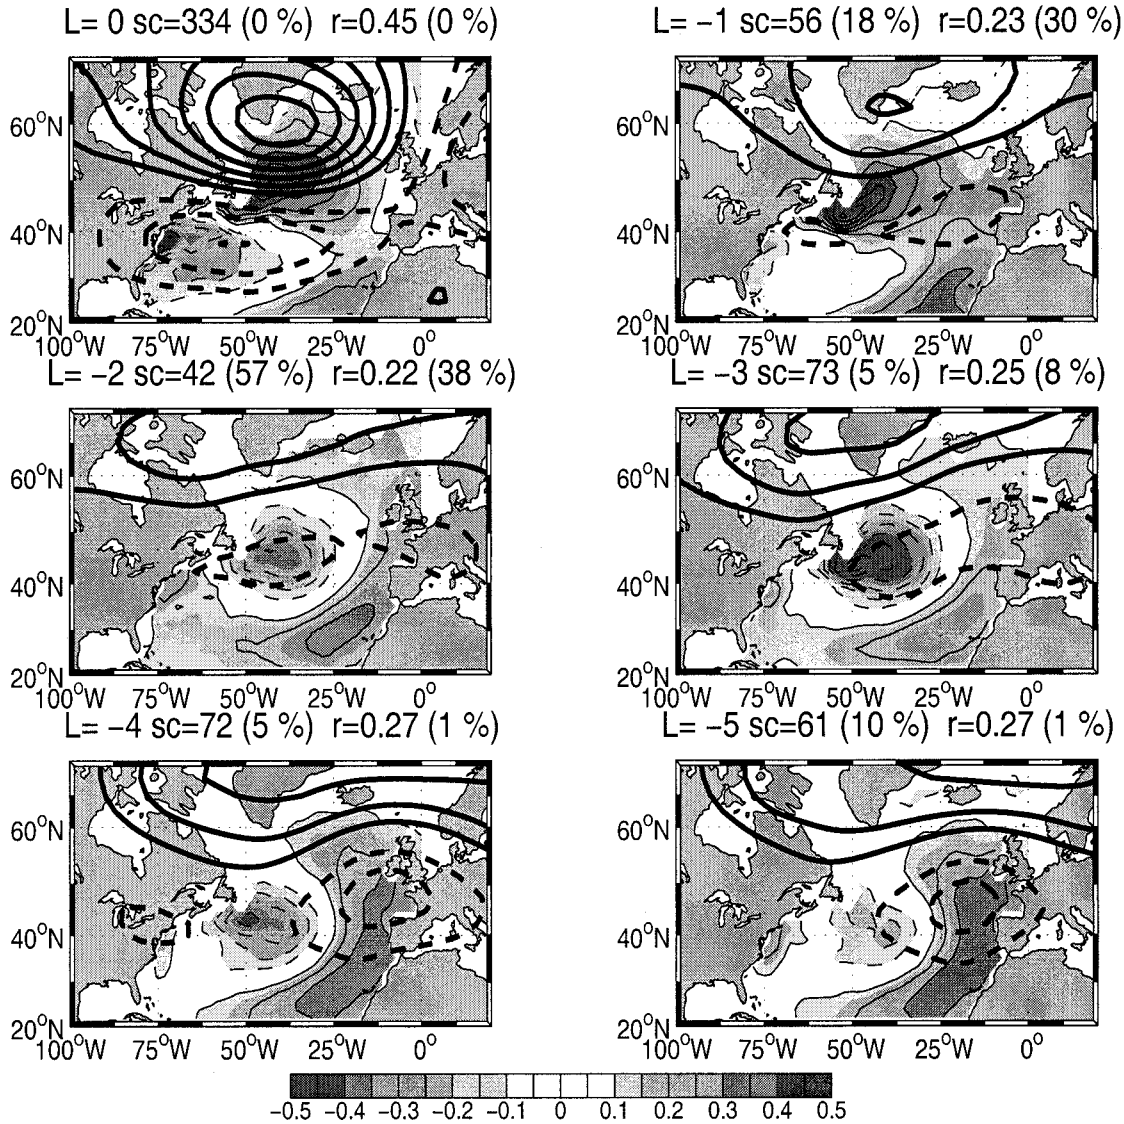 L= 0 sc=334 (0 %)  r=0.45 (0 %)
L= −1 sc=56 (18 %)  r=0.23 (30 %)
60°N
40°N
20°N
100°W 75°W 50°W 25°W 0°
60°N
40°N
20°N
100°W 75°W 50°W 25°W 0°
L= −2 sc=42 (57 %)  r=0.22 (38 %)
L= −3 sc=73 (5 %)  r=0.25 (8 %)
60°N
40°N
20°N
100°W 75°W 50°W 25°W 0°
60°N
40°N
20°N
100°W 75°W 50°W 25°W 0°
L= −4 sc=72 (5 %)  r=0.27 (1 %)
L= −5 sc=61 (10 %)  r=0.27 (1 %)
60°N
40°N
20°N
100°W 75°W 50°W 25°W 0°
60°N
40°N
20°N
100°W 75°W 50°W 25°W 0°
−0.5 −0.4 −0.3 −0.2 −0.1 0 0.1 0.2 0.3 0.4 0.5